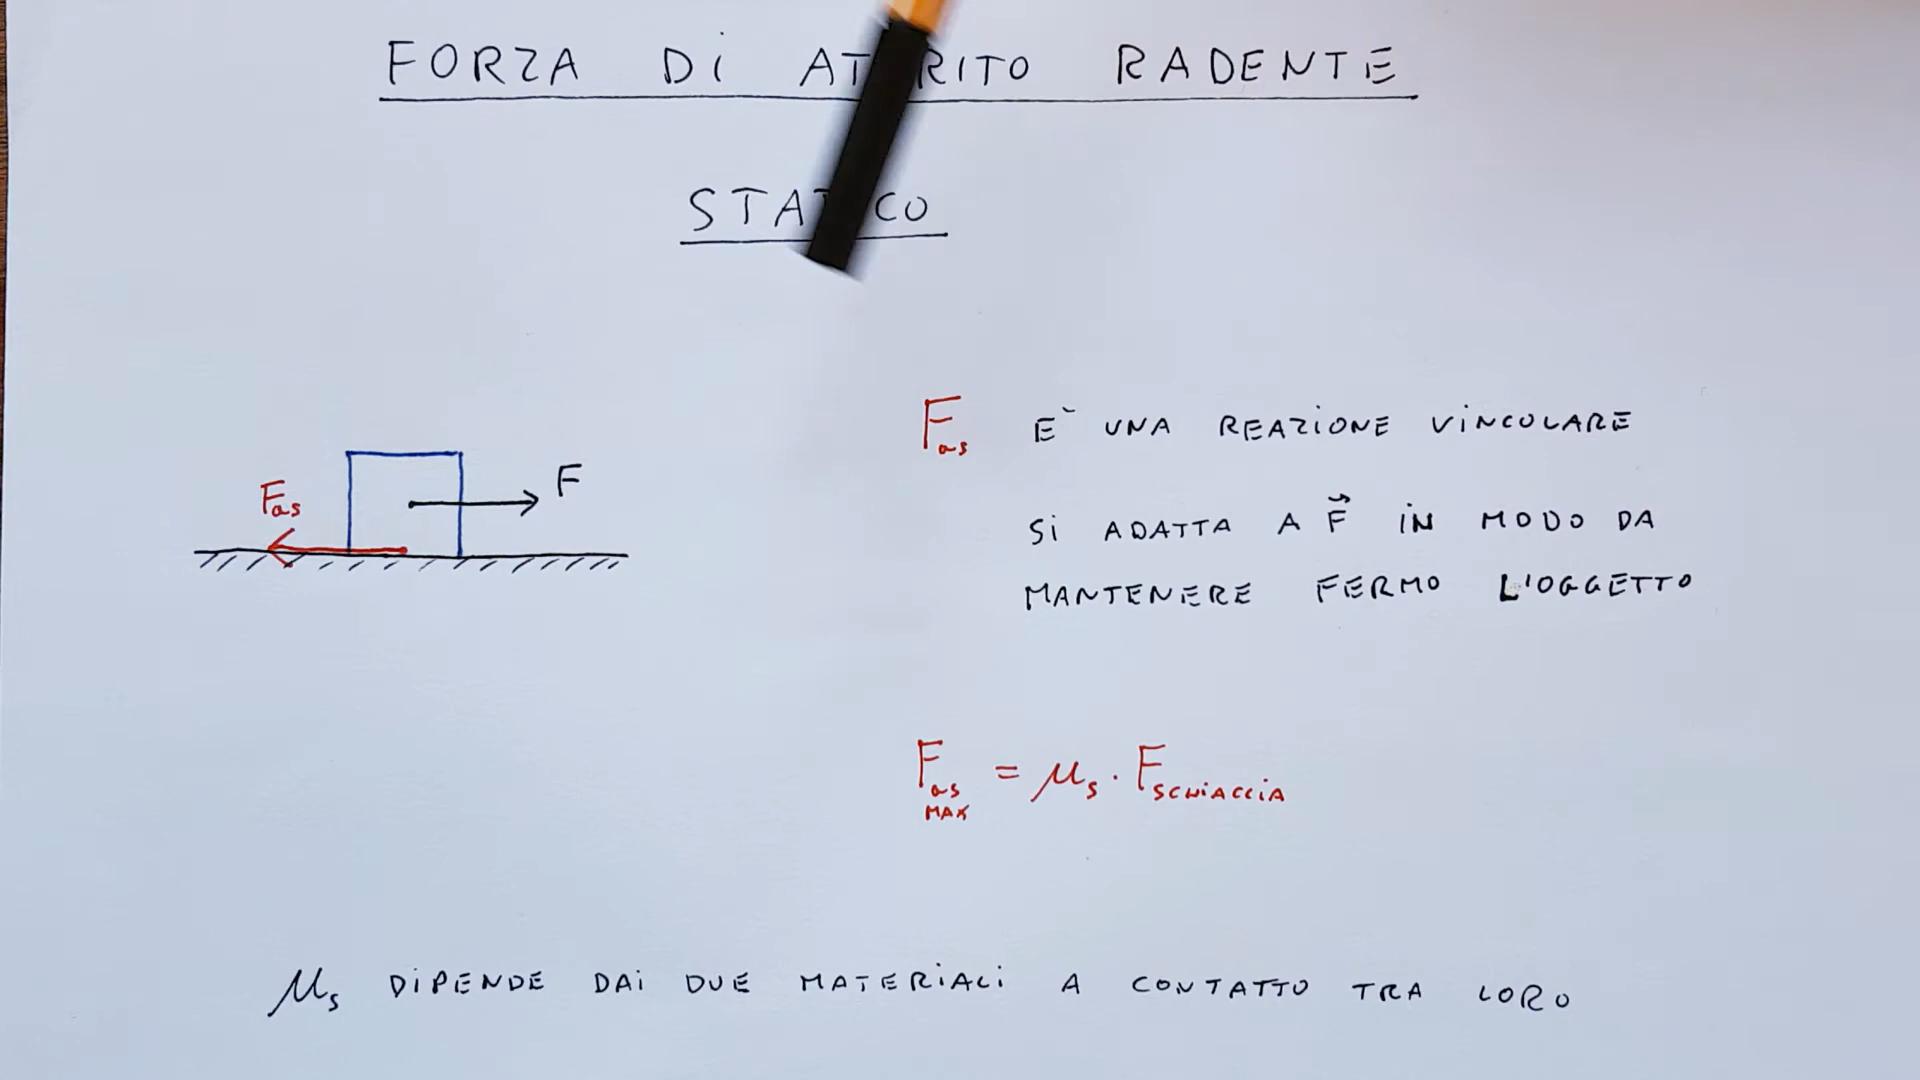 FORZA Di RADENTE
Fas E` UNA REAZIONE ViNCOLARE
F
Fas
Si ADATTA A F⃗ iN MODO DA
MANTENERE FERMO L'OGGETTO
Fas MAX = μs · FSCHiACCiA
μs DiPENDE DAi DUE MATERiALi A CONTATTO TRA LORO